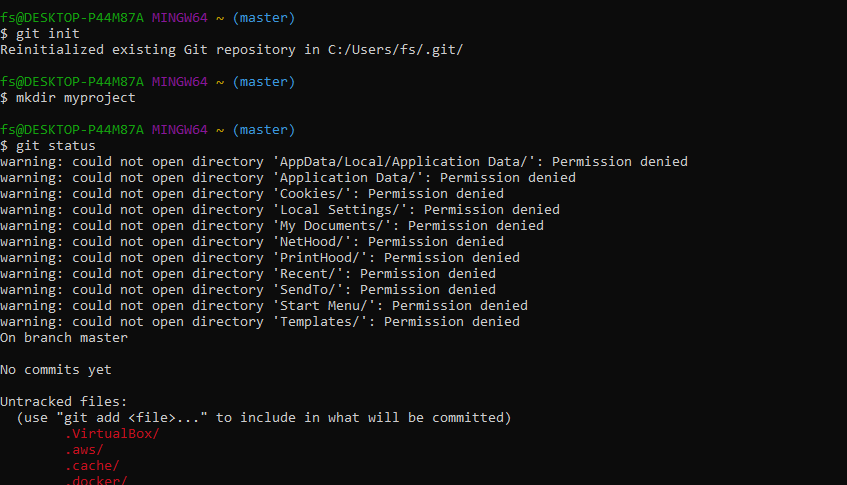 fs@DESKTOP-P44M87A MINGW64 ~ (master)
$ git init
Reinitialized existing Git repository in C:/Users/fs/.git/
fs@DESKTOP-P44M87A MINGW64 ~ (master)
$ mkdir myproject
fs@DESKTOP-P44M87A MINGW64 ~ (master)
$ git status
warning: could not open directory 'AppData/Local/Application Data/': Permission denied
warning: could not open directory 'Application Data/': Permission denied
warning: could not open directory 'Cookies/': Permission denied
warning: could not open directory 'Local Settings/': Permission denied
warning: could not open directory 'My Documents/': Permission denied
warning: could not open directory 'NetHood/': Permission denied
warning: could not open directory 'PrintHood/': Permission denied
warning: could not open directory 'Recent/': Permission denied
warning: could not open directory 'SendTo/': Permission denied
warning: could not open directory 'Start Menu/': Permission denied
warning: could not open directory 'Templates/': Permission denied
On branch master
No commits yet
Untracked files:
(use "git add <file>..." to include in what will be committed)
.VirtualBox/
.aws/
.cache/
.docker/